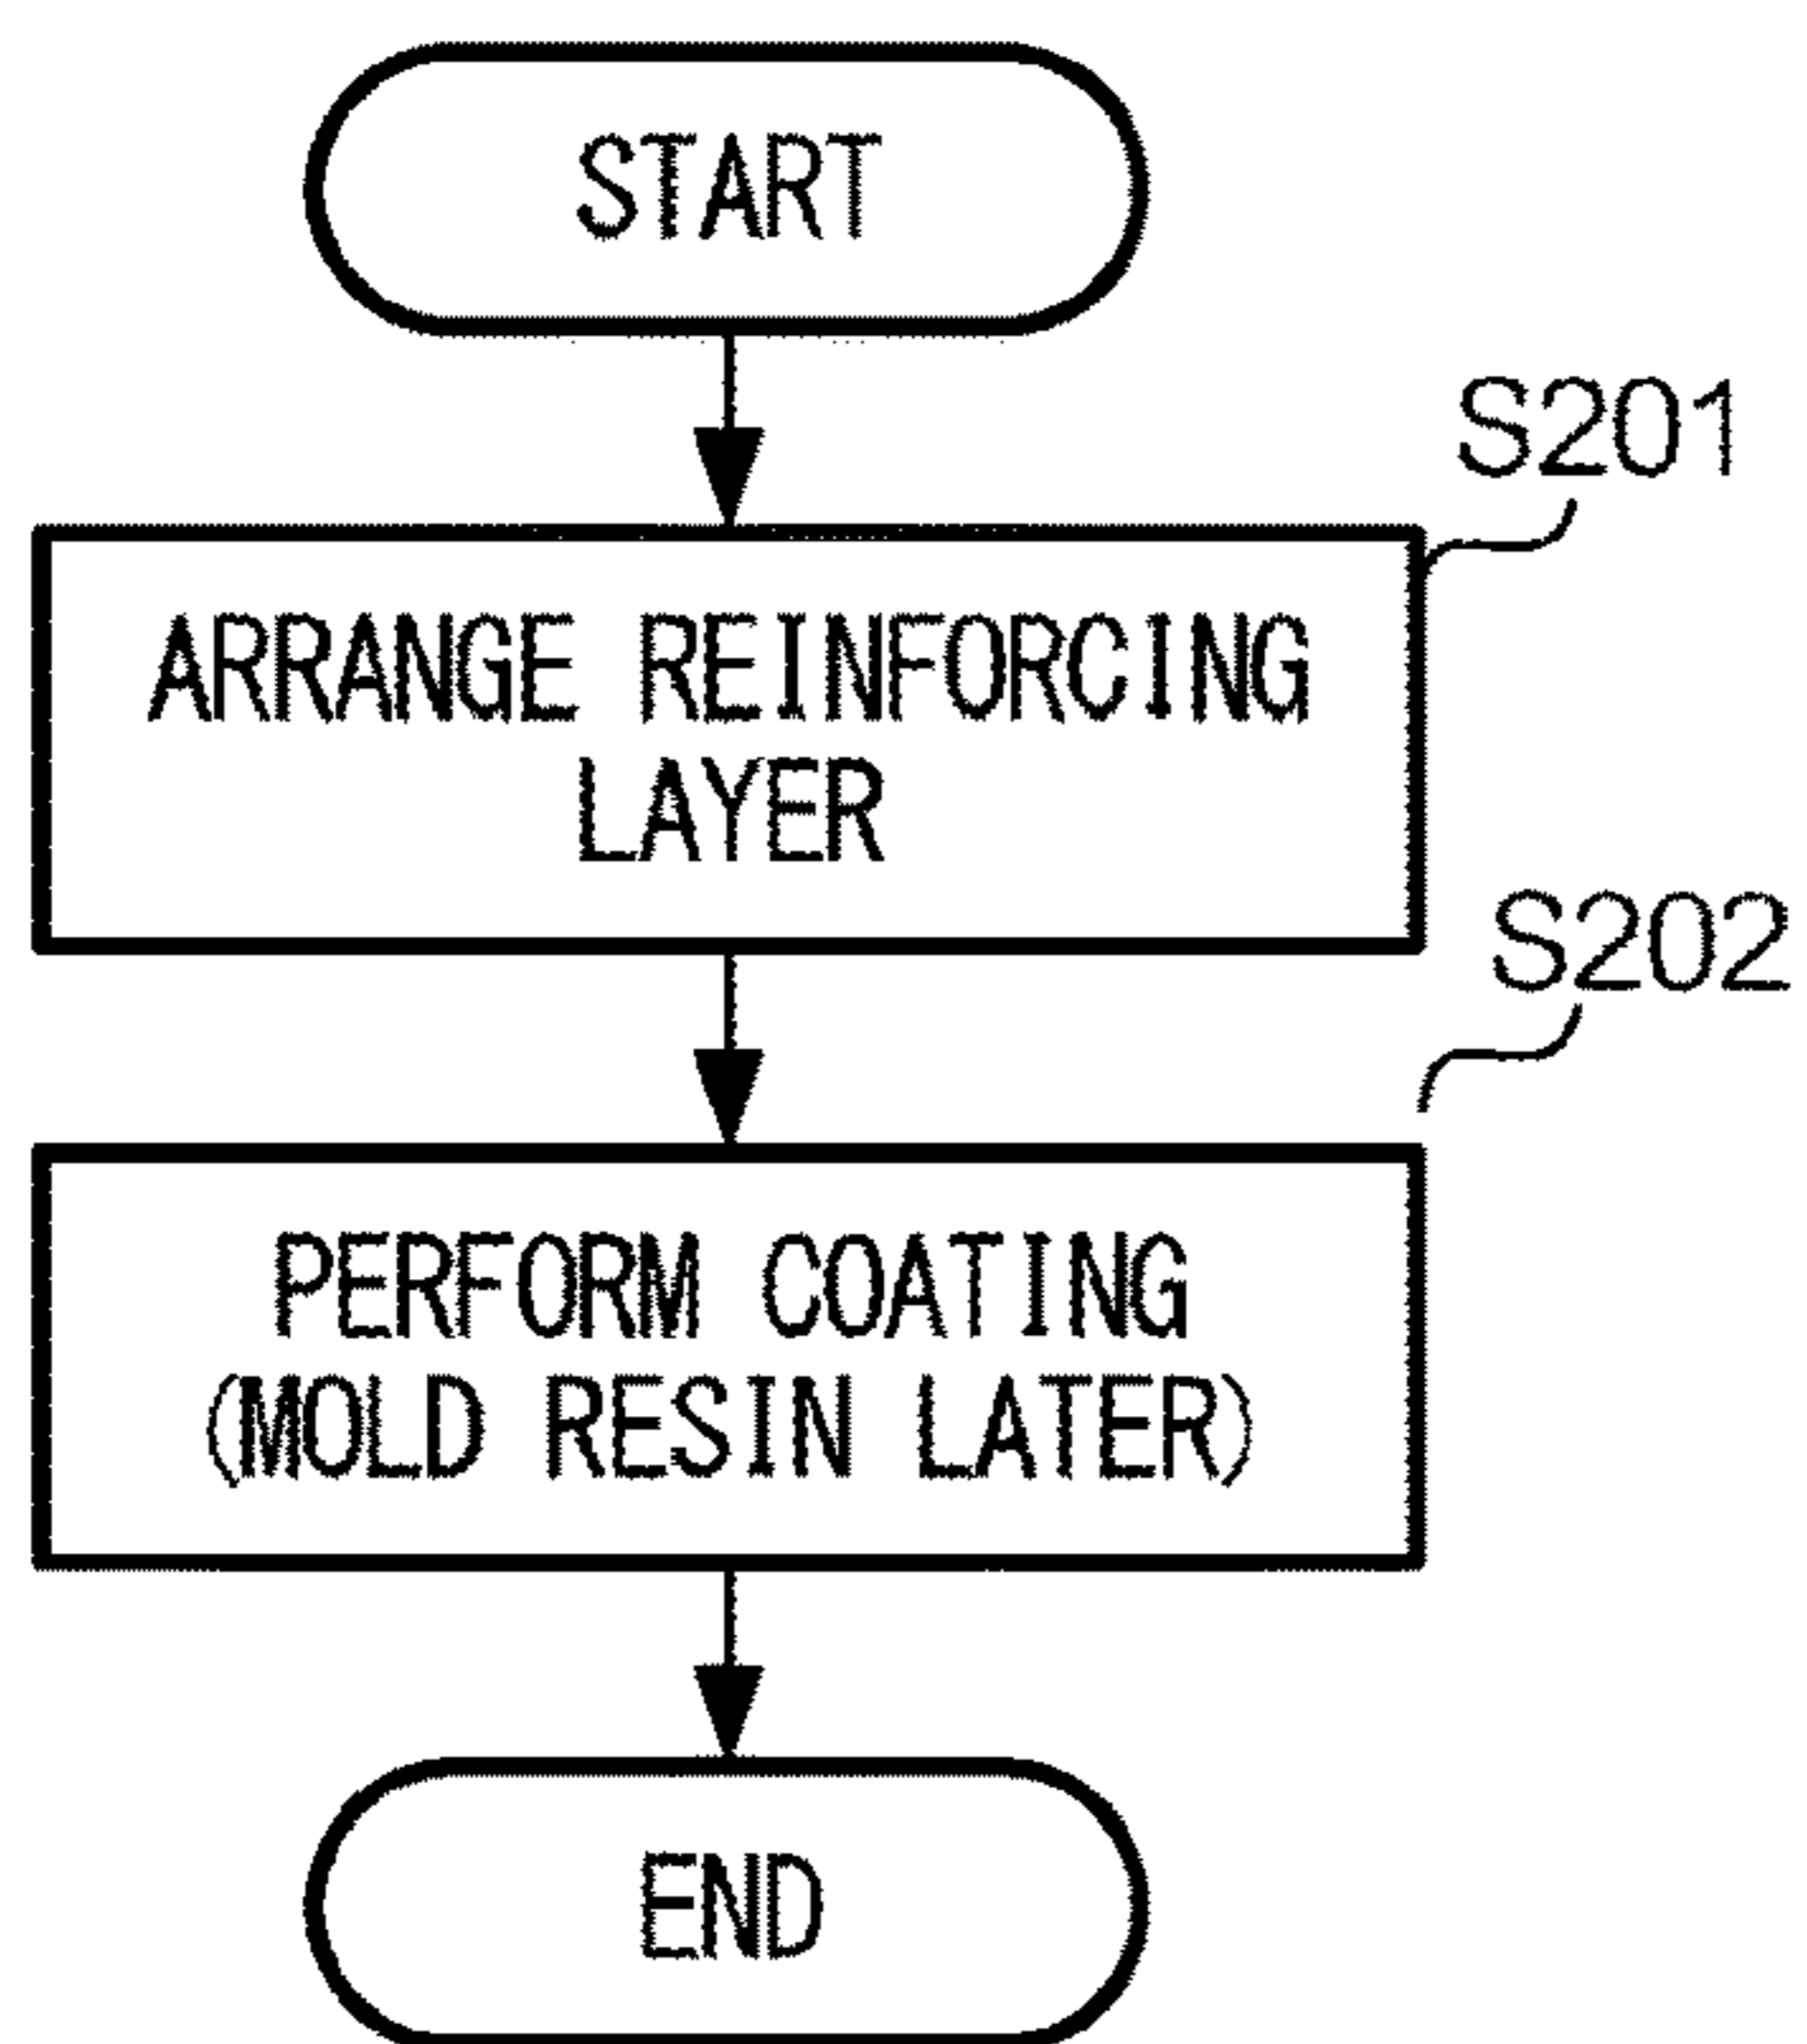 START
S201
ARRANGE REINFORCING
LAYER
S202
PERFORM COATING
(MOLD RESIN LATER)
END